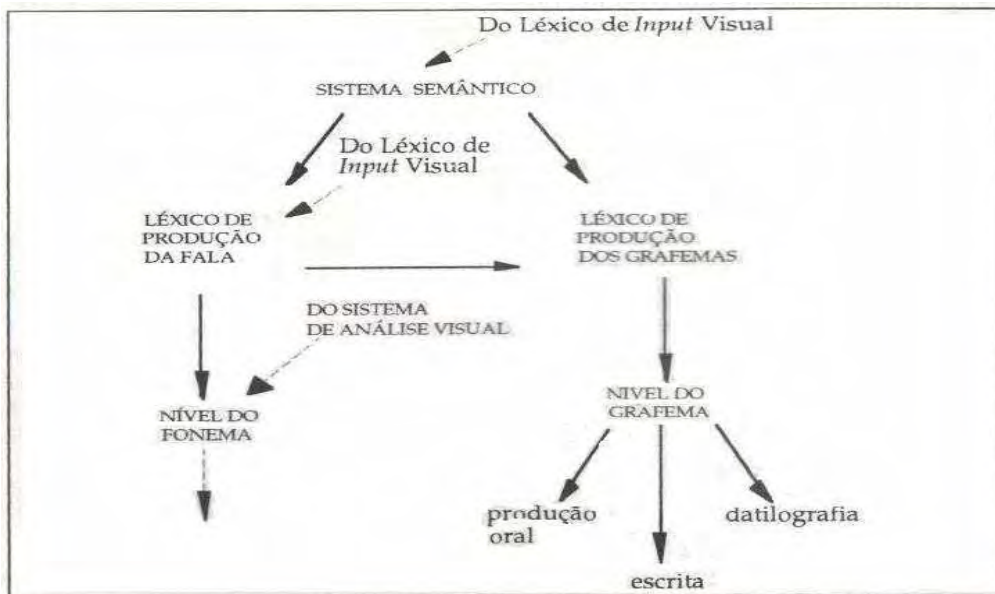 Do Léxico de Input Visual
SISTEMA SEMÂNTICO
Do Léxico de
Input Visual
LÉXICO DE
PRODUÇÃO
DA FALA
LÉXICO DE
PRODUÇÃO
DOS GRAFEMAS
DO SISTEMA
DE ANÁLISE VISUAL
NÍVEL DO
FONEMA
NIVEL DO
GRAFEMA
produção
oral
datilografia
escrita